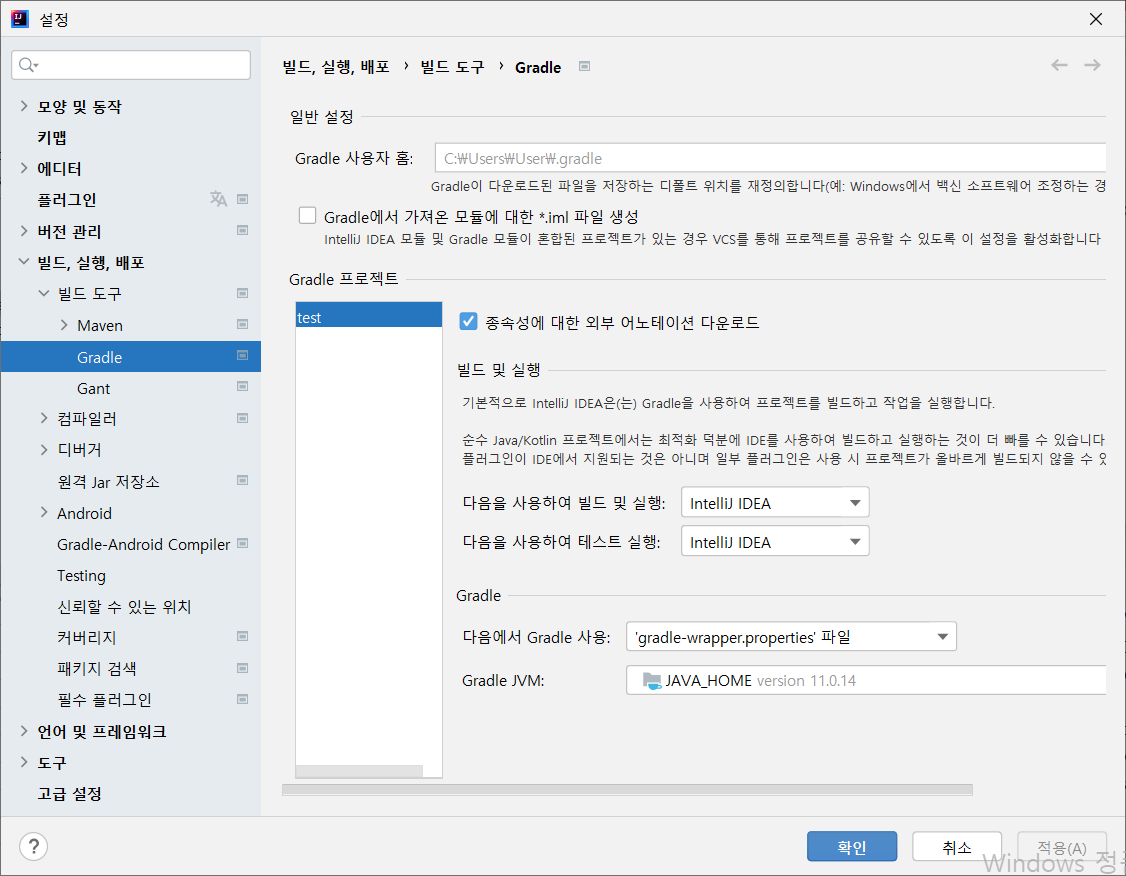 설정
모양 및 동작
키맵
에디터
플러그인
버전 관리
빌드, 실행, 배포
빌드 도구
Maven
Gradle
Gant
컴파일러
디버거
원격 Jar 저장소
Android
Gradle-Android Compiler
Testing
신뢰할 수 있는 위치
커버리지
패키지 검색
필수 플러그인
언어 및 프레임워크
도구
고급 설정
빌드, 실행, 배포 › 빌드 도구 › Gradle
일반 설정
Gradle 사용자 홈: C:₩Users₩User₩.gradle
Gradle이 다운로드된 파일을 저장하는 디폴트 위치를 재정의합니다(예: Windows에서 백신 소프트웨어 조정하는 경
Gradle에서 가져온 모듈에 대한 *.iml 파일 생성
IntelliJ IDEA 모듈 및 Gradle 모듈이 혼합된 프로젝트가 있는 경우 VCS를 통해 프로젝트를 공유할 수 있도록 이 설정을 활성화합니다
Gradle 프로젝트
test
종속성에 대한 외부 어노테이션 다운로드
빌드 및 실행
기본적으로 IntelliJ IDEA은(는) Gradle을 사용하여 프로젝트를 빌드하고 작업을 실행합니다.
순수 Java/Kotlin 프로젝트에서는 최적화 덕분에 IDE를 사용하여 빌드하고 실행하는 것이 더 빠를 수 있습니다
플러그인이 IDE에서 지원되는 것은 아니며 일부 플러그인은 사용 시 프로젝트가 올바르게 빌드되지 않을 수 있
다음을 사용하여 빌드 및 실행: IntelliJ IDEA
다음을 사용하여 테스트 실행: IntelliJ IDEA
Gradle
다음에서 Gradle 사용: 'gradle-wrapper.properties' 파일
Gradle JVM: JAVA_HOME version 11.0.14
?
확인 취소 적용(A)
Windows 정